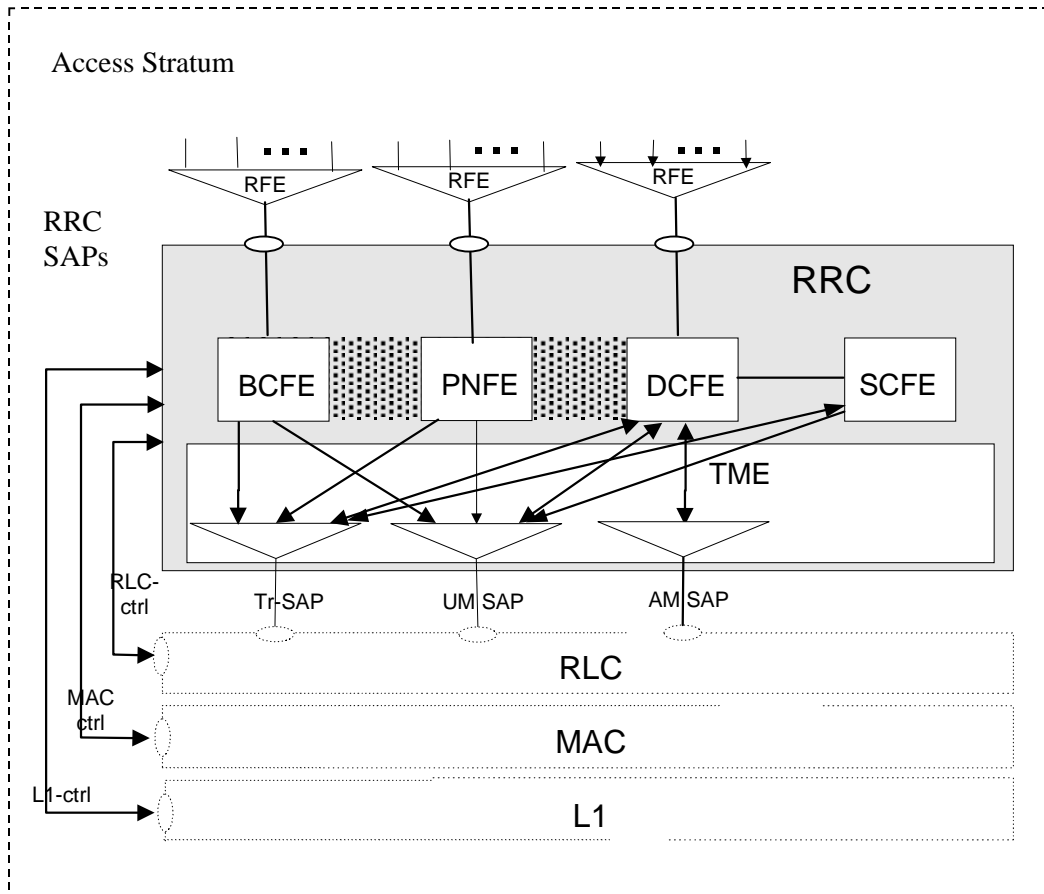 Access Stratum
RFE
RFE
RFE
RRC
SAPs
RRC
BCFE
PNFE
DCFE
SCFE
TME
RLC-
ctrl
Tr-SAP
UM SAP
AM SAP
RLC
MAC
ctrl
MAC
L1-ctrl
L1